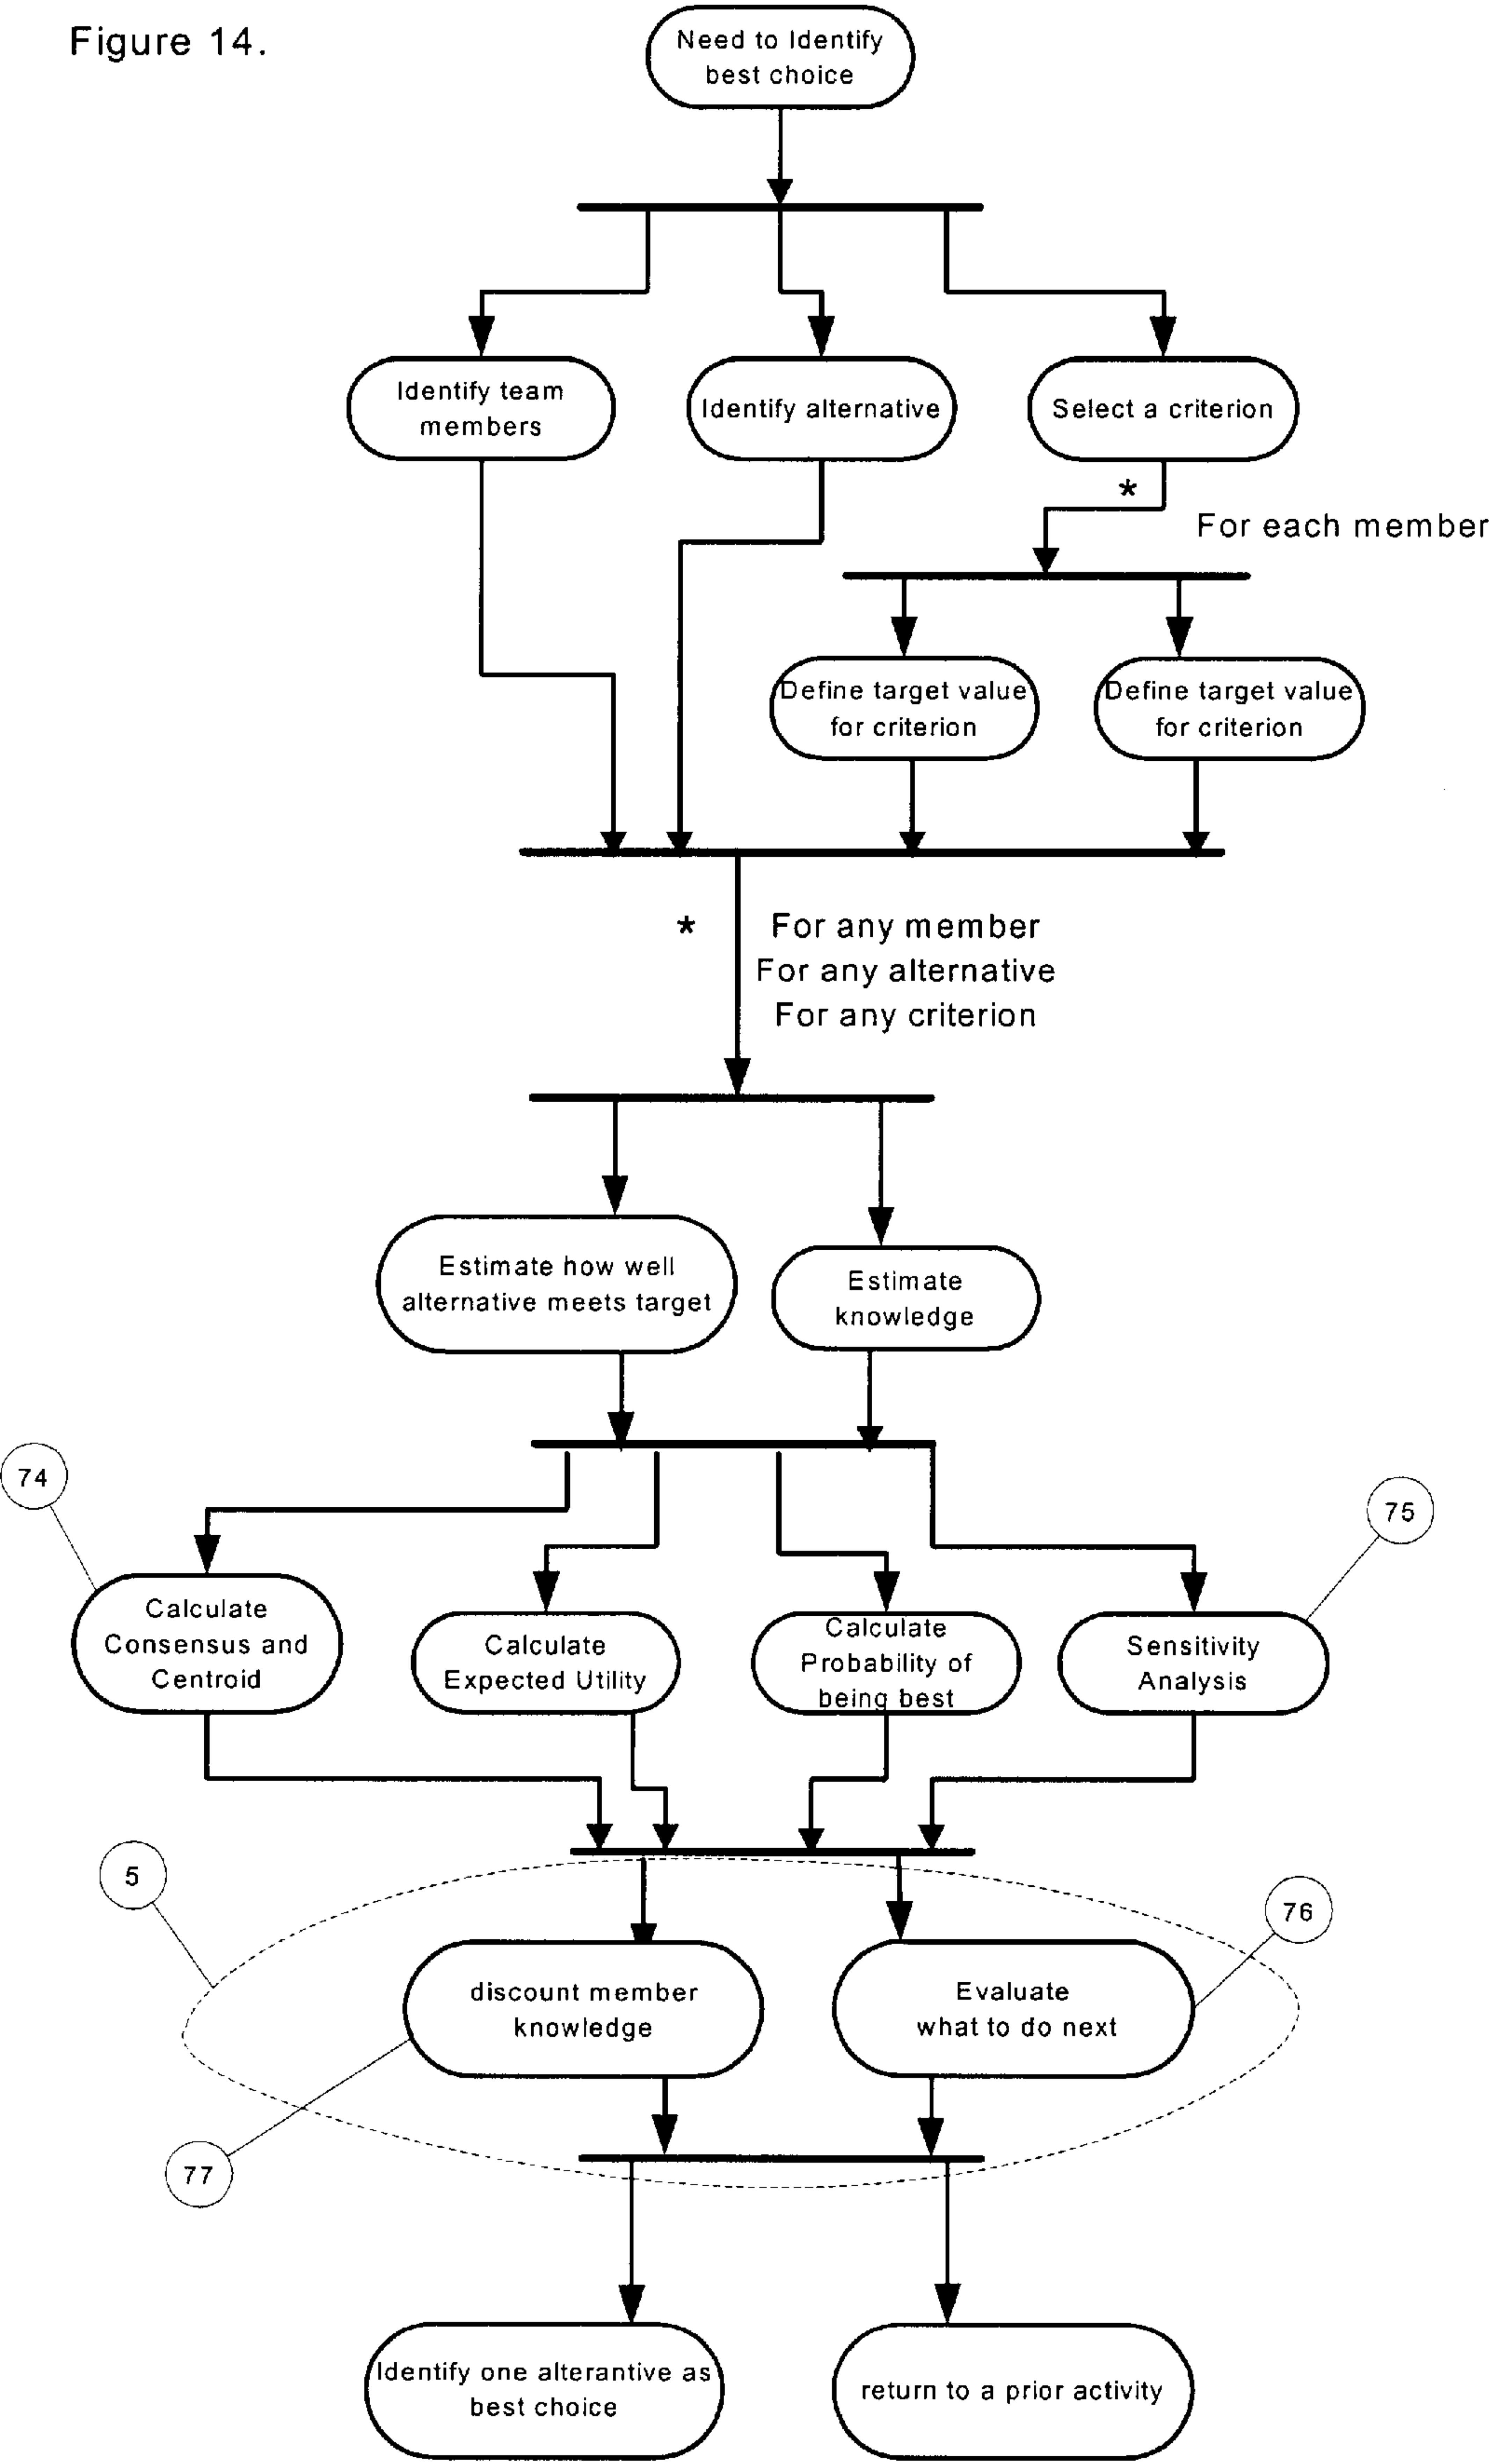 Figure 14.
Need to Identify
best choice
Identify team
members
Identify alternative
Select a criterion
*
For each member
Define target value
for criterion
Define target value
for criterion
*
For any member
For any alternative
For any criterion
Estimate how well
alternative meets target
Estimate
knowledge
74
75
Calculate
Consensus and
Centroid
Calculate
Expected Utility
Calculate
Probability of
being best
Sensitivity
Analysis
5
76
discount member
knowledge
Evaluate
what to do next
77
Identify one alterantive as
best choice
return to a prior activity